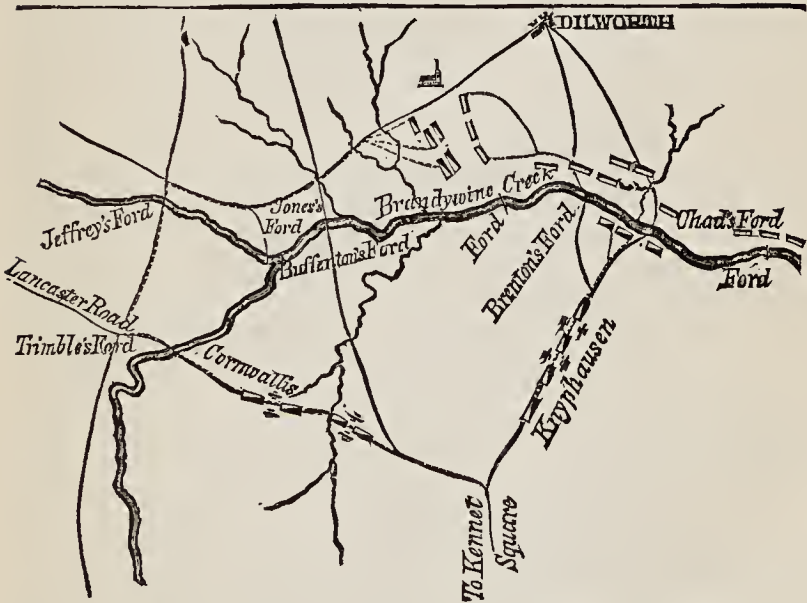 DILWORTH
Jones's
Ford
Brandywine Creek
Jeffrey's Ford
Buffenton's Ford
Ford
Brenton's Ford
Chad's Ford
Ford
Lancaster Road
Trimble's Ford
Cornwallis
Knyphausen
To Kennet
Square